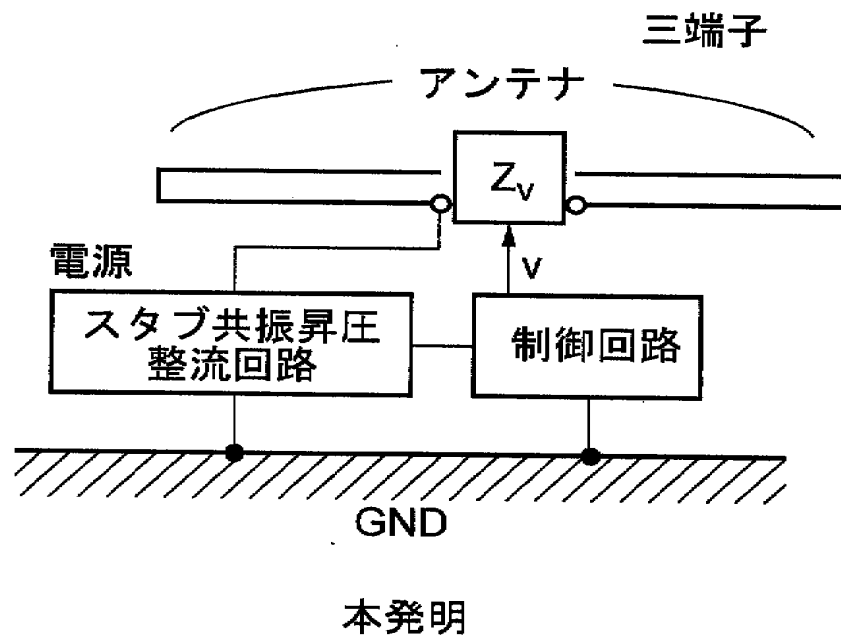 三端子
アンテナ
Zv
電源
v
スタブ共振昇圧
整流回路
制御回路
GND
本発明